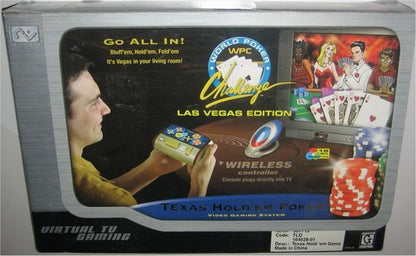 GO ALL IN!
Bluff'em, Hold'em, Fold'em
It's Vegas in your living room!
WORLD POKER
WPC
Challenge
LAS VEGAS EDITION
WIRELESS
controller
Console plugs directly into TV
TEXAS HOLD'EM POKER
VIDEO GAMING SYSTEM
VIRTUAL TV
GAMING
Code: TLD
164528-01
Desc.: Texas Hold 'em Game
Made in China